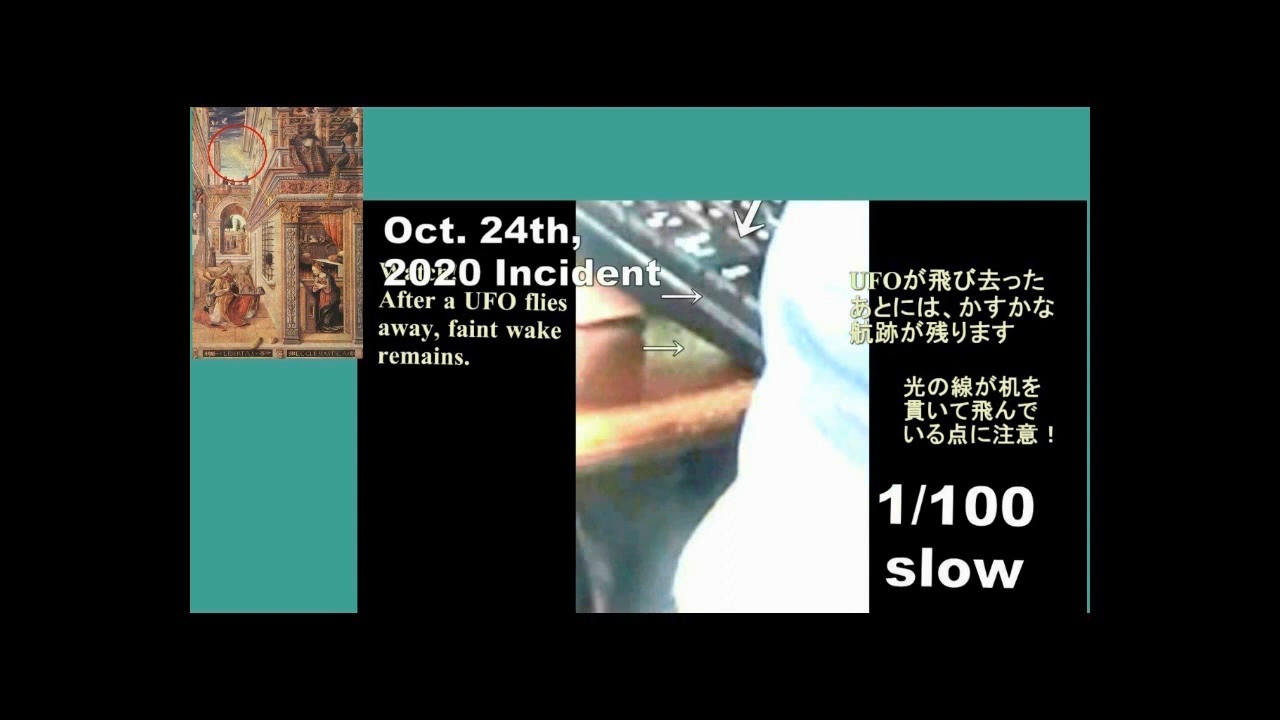 Oct. 24th,
2020 Incident
After a UFO flies
away, faint wake
remains.
UFOが飛び去った
あとには、かすかな
航跡が残ります
光の線が机を
貫いて飛んで
いる点に注意！
1/100
slow